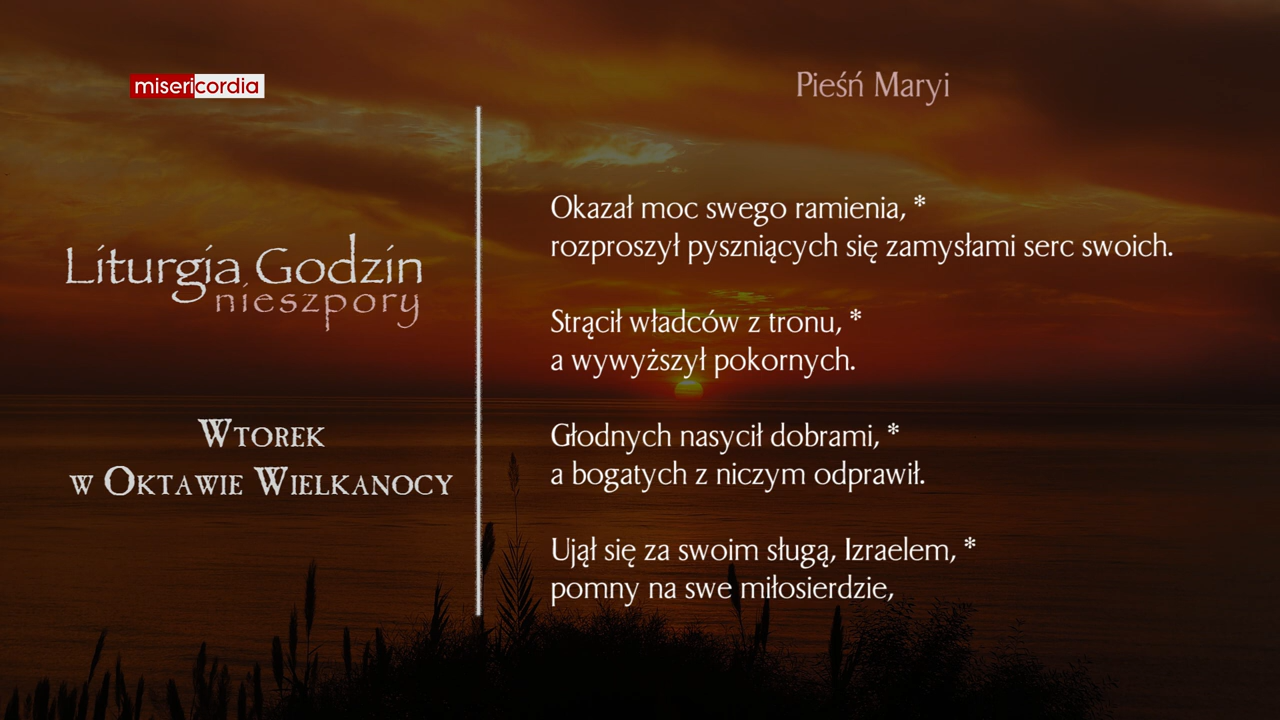 misericordia
Liturgia Godzin
nieszpory
Wtorek
w Oktawie Wielkanocy
Pieśń Maryi
Okazał moc swego ramienia, *
rozproszył pyszniących się zamysłami serc swoich.
Strącił władców z tronu, *
a wywyższył pokornych.
Głodnych nasycił dobrami, *
a bogatych z niczym odprawił.
Ujął się za swoim sługą, Izraelem, *
pomny na swe miłosierdzie,